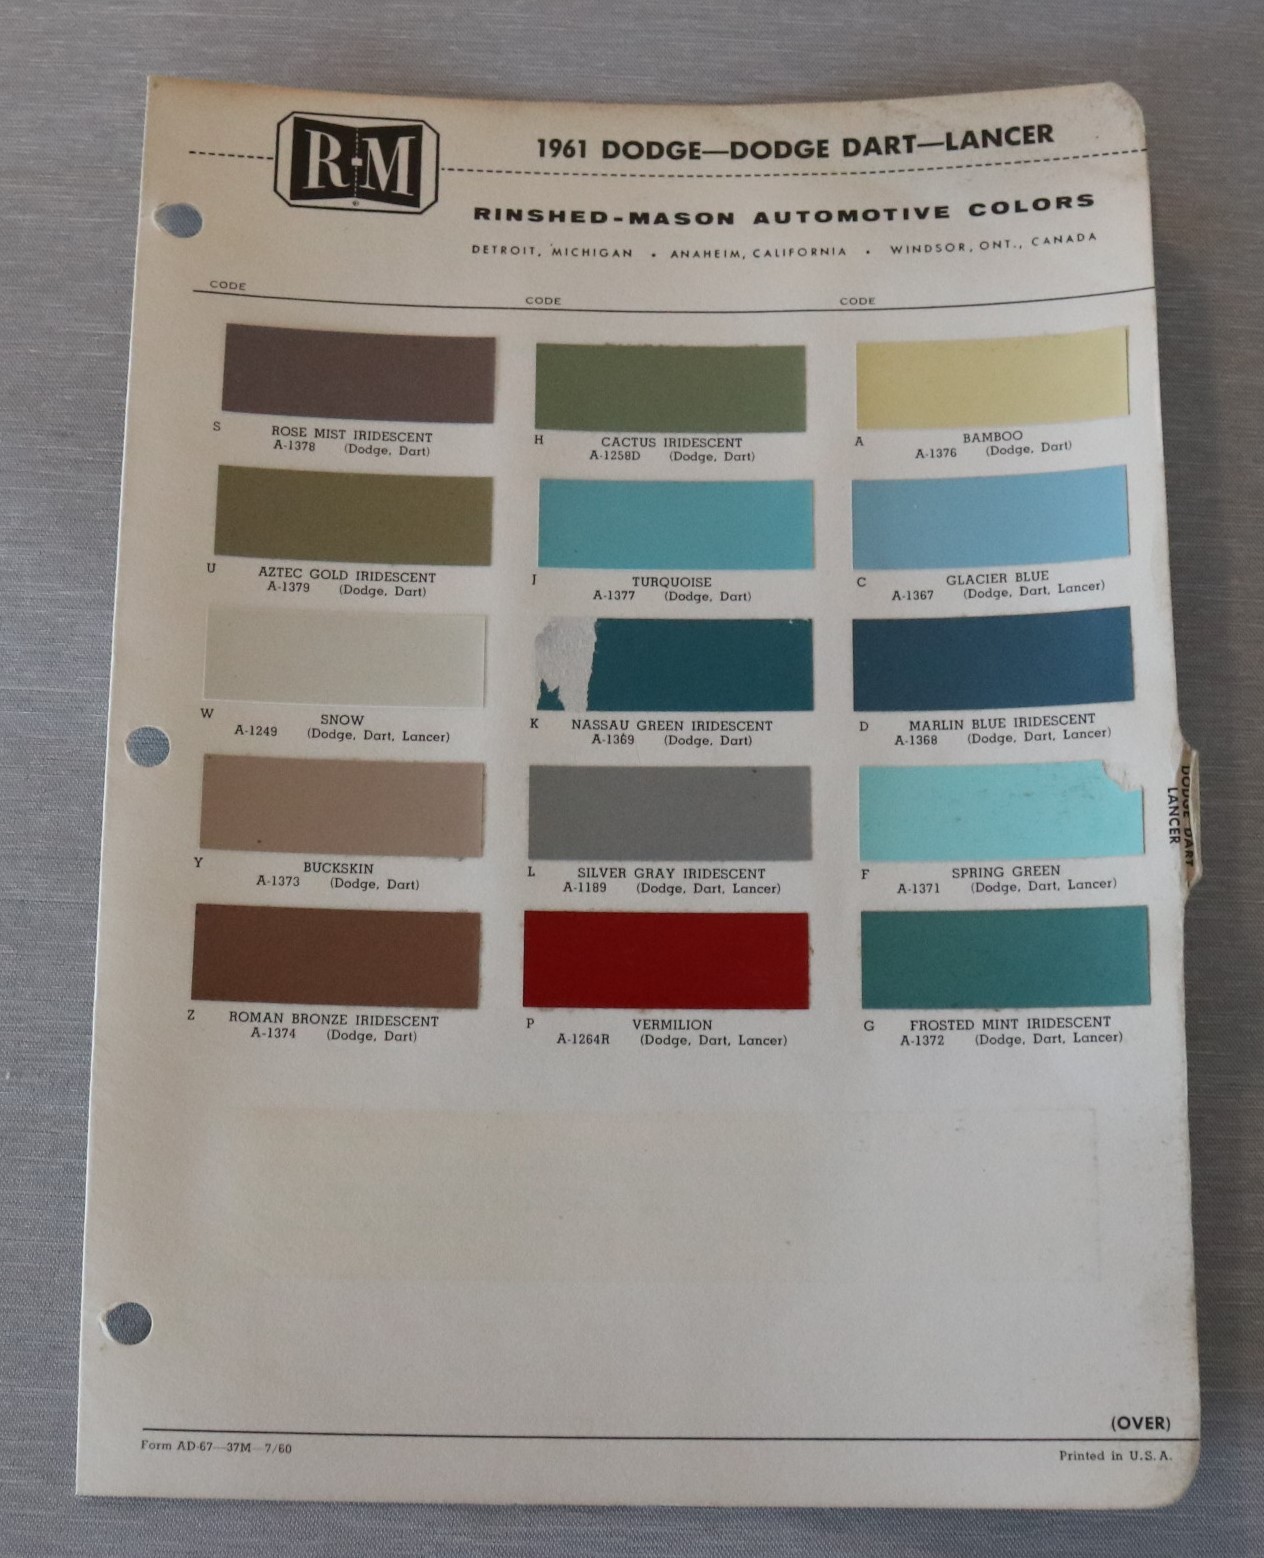 R-M
1961 DODGE—DODGE DART—LANCER
RINSHED-MASON AUTOMOTIVE COLORS
DETROIT, MICHIGAN • ANAHEIM, CALIFORNIA • WINDSOR, ONT., CANADA
CODE CODE CODE
S ROSE MIST IRIDESCENT
A-1378 (Dodge, Dart)
H CACTUS IRIDESCENT
A-1258D (Dodge, Dart)
A BAMBOO
A-1376 (Dodge, Dart)
U AZTEC GOLD IRIDESCENT
A-1379 (Dodge, Dart)
J TURQUOISE
A-1377 (Dodge, Dart)
C GLACIER BLUE
A-1367 (Dodge, Dart, Lancer)
W SNOW
A-1249 (Dodge, Dart, Lancer)
K NASSAU GREEN IRIDESCENT
A-1369 (Dodge, Dart)
D MARLIN BLUE IRIDESCENT
A-1368 (Dodge, Dart, Lancer)
Y BUCKSKIN
A-1373 (Dodge, Dart)
L SILVER GRAY IRIDESCENT
A-1189 (Dodge, Dart, Lancer)
F SPRING GREEN
A-1371 (Dodge, Dart, Lancer)
Z ROMAN BRONZE IRIDESCENT
A-1374 (Dodge, Dart)
P VERMILION
A-1264R (Dodge, Dart, Lancer)
G FROSTED MINT IRIDESCENT
A-1372 (Dodge, Dart, Lancer)
DODGE DART
LANCER
(OVER)
Form AD-67—37M—7/60
Printed in U.S.A.